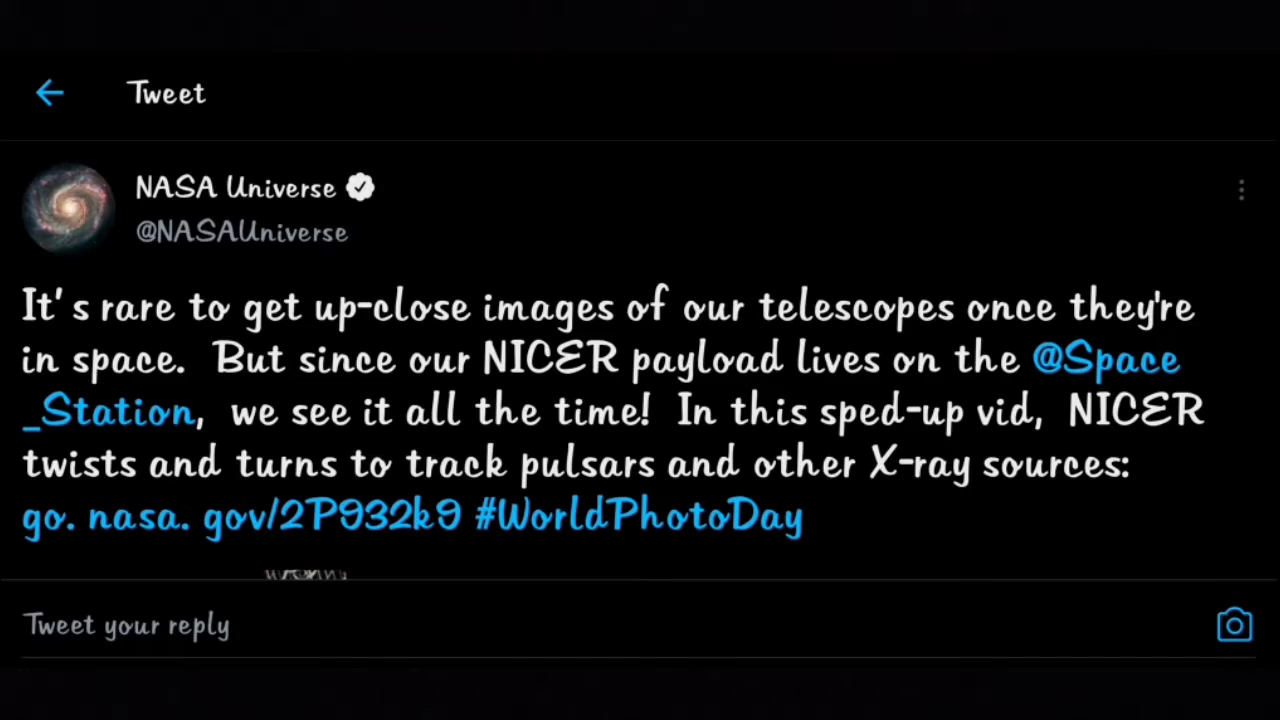 Tweet
NASA Universe
@NASAUniverse
It's rare to get up-close images of our telescopes once they're
in space. But since our NICER payload lives on the @Space
_Station, we see it all the time! In this sped-up vid, NICER
twists and turns to track pulsars and other X-ray sources:
go. nasa. gov/2P932k9 #WorldPhotoDay
Tweet your reply